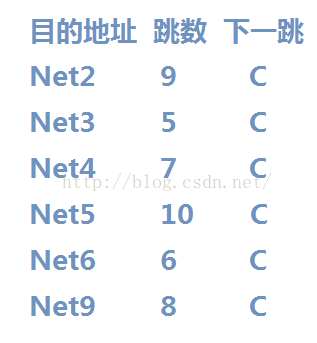 目的地址 跳数 下一跳
Net2 9 C
Net3 5 C
Net4 7 C
http://blog.csdn.net/
Net5 10 C
Net6 6 C
Net9 8 C